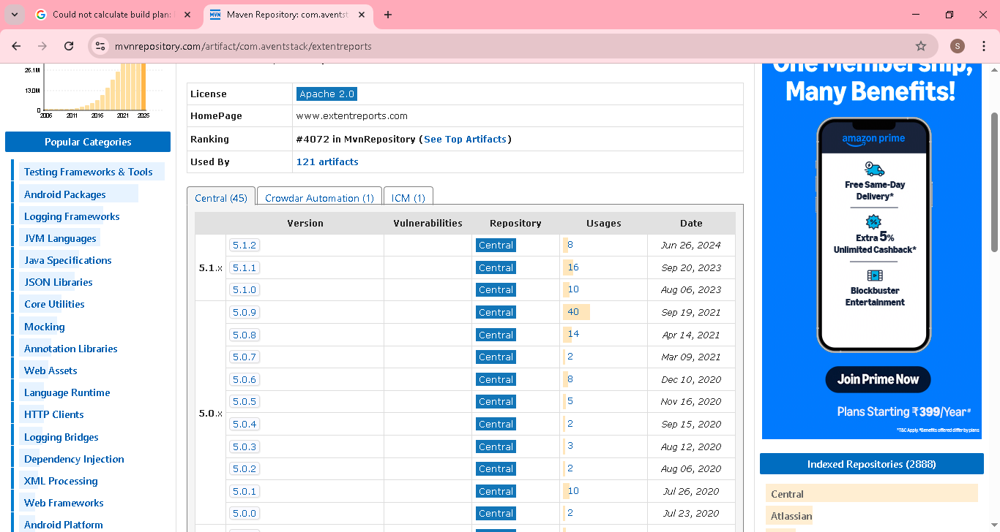 Could not calculate build plan:
Maven Repository: com.aventst
mvnrepository.com/artifact/com.aventstack/extentreports
S
26.1M
13.0M
0
2006 2011 2016 2021 2025
Popular Categories
Testing Frameworks & Tools
Android Packages
Logging Frameworks
JVM Languages
Java Specifications
JSON Libraries
Core Utilities
Mocking
Annotation Libraries
Web Assets
Language Runtime
HTTP Clients
Logging Bridges
Dependency Injection
XML Processing
Web Frameworks
Android Platform
License Apache 2.0
HomePage www.extentreports.com
Ranking #4072 in MvnRepository (See Top Artifacts)
Used By 121 artifacts
Central (45) Crowdar Automation (1) ICM (1)
Version Vulnerabilities Repository Usages Date
5.1.x
5.1.2 Central 8 Jun 26, 2024
5.1.1 Central 16 Sep 20, 2023
5.1.0 Central 10 Aug 06, 2023
5.0.x
5.0.9 Central 40 Sep 19, 2021
5.0.8 Central 14 Apr 14, 2021
5.0.7 Central 2 Mar 09, 2021
5.0.6 Central 8 Dec 10, 2020
5.0.5 Central 5 Nov 16, 2020
5.0.4 Central 2 Sep 15, 2020
5.0.3 Central 3 Aug 12, 2020
5.0.2 Central 2 Aug 06, 2020
5.0.1 Central 10 Jul 26, 2020
5.0.0 Central 2 Jul 23, 2020
One Membership,
Many Benefits!
amazon prime
Free Same-Day
Delivery*
Extra 5%
Unlimited Cashback*
Blockbuster
Entertainment
Join Prime Now
Plans Starting ₹399/Year*
*T&C Apply. *Benefits offered differ by plans
Indexed Repositories (2888)
Central
Atlassian